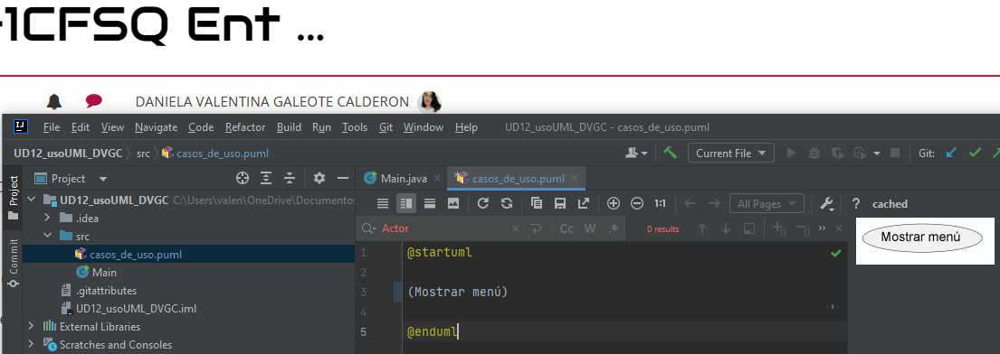 1CFSQ Ent ...
DANIELA VALENTINA GALEOTE CALDERON
File Edit View Navigate Code Refactor Build Run Tools Git Window Help UD12_usoUML_DVGC - casos_de_uso.puml
UD12_usoUML_DVGC src casos_de_uso.puml Current File Git:
Project Main.java casos_de_uso.puml
UD12_usoUML_DVGC C:\Users\valen\OneDrive\Documentos
1:1 All Pages ? cached
.idea
src
Actor Cc W .* 0 results
casos_de_uso.puml
Main
.gitattributes
UD12_usoUML_DVGC.iml
External Libraries
Scratches and Consoles
Project
Commit
1 @startuml
2
3 (Mostrar menú)
4
5 @enduml
Mostrar menú